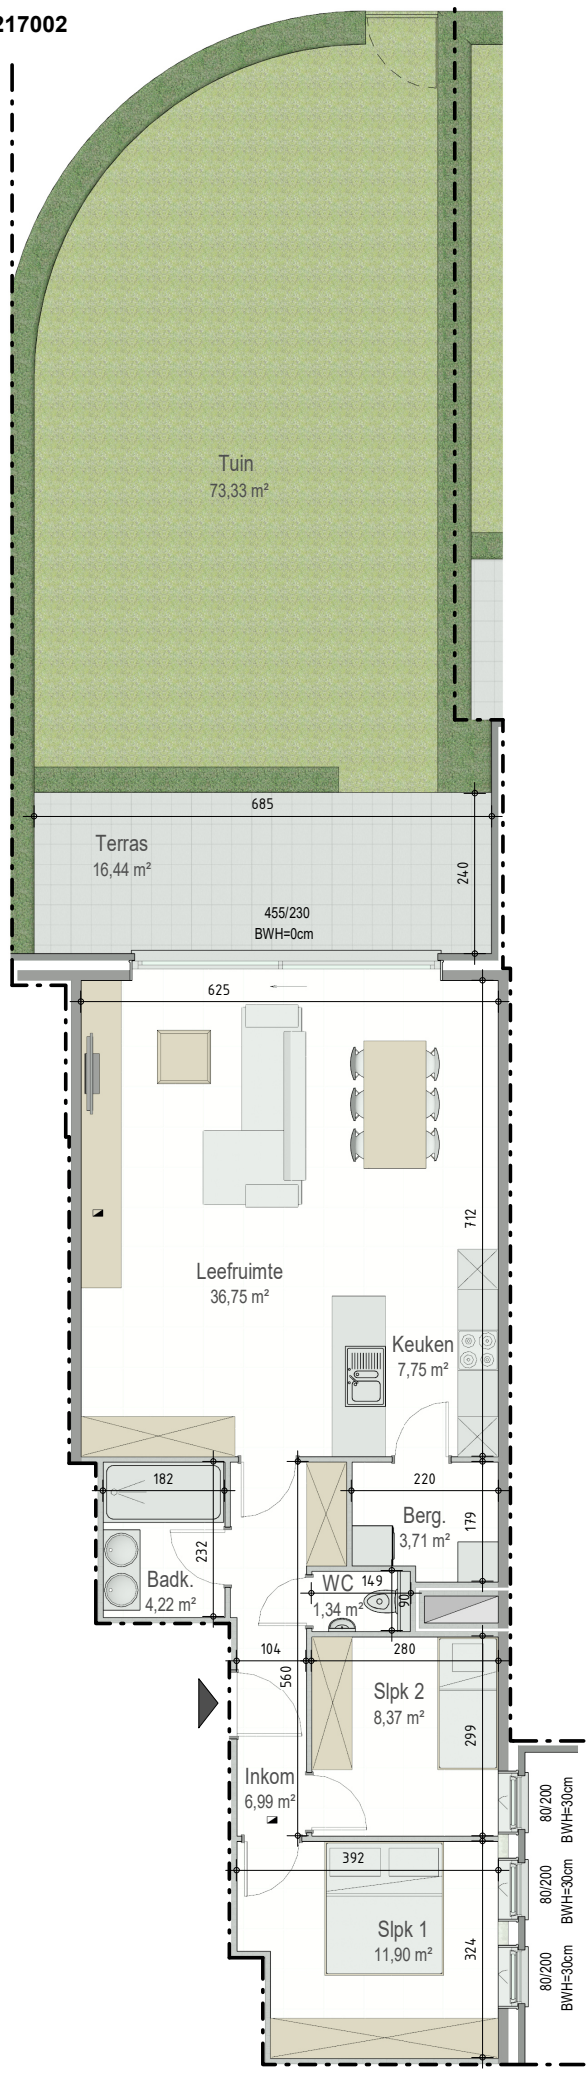 217002
Tuin
73,33 m²
685
Terras
16,44 m²
240
455/230
BWH=0cm
625
712
Leefruimte
36,75 m²
Keuken
7,75 m²
182
220
Berg.
3,71 m²
179
232
Badk.
4,22 m²
WC
149
1,34 m²
90
104
280
560
Slpk 2
8,37 m²
299
Inkom
6,99 m²
80/200
BWH=30cm
392
80/200
BWH=30cm
Slpk 1
11,90 m²
324
80/200
BWH=30cm